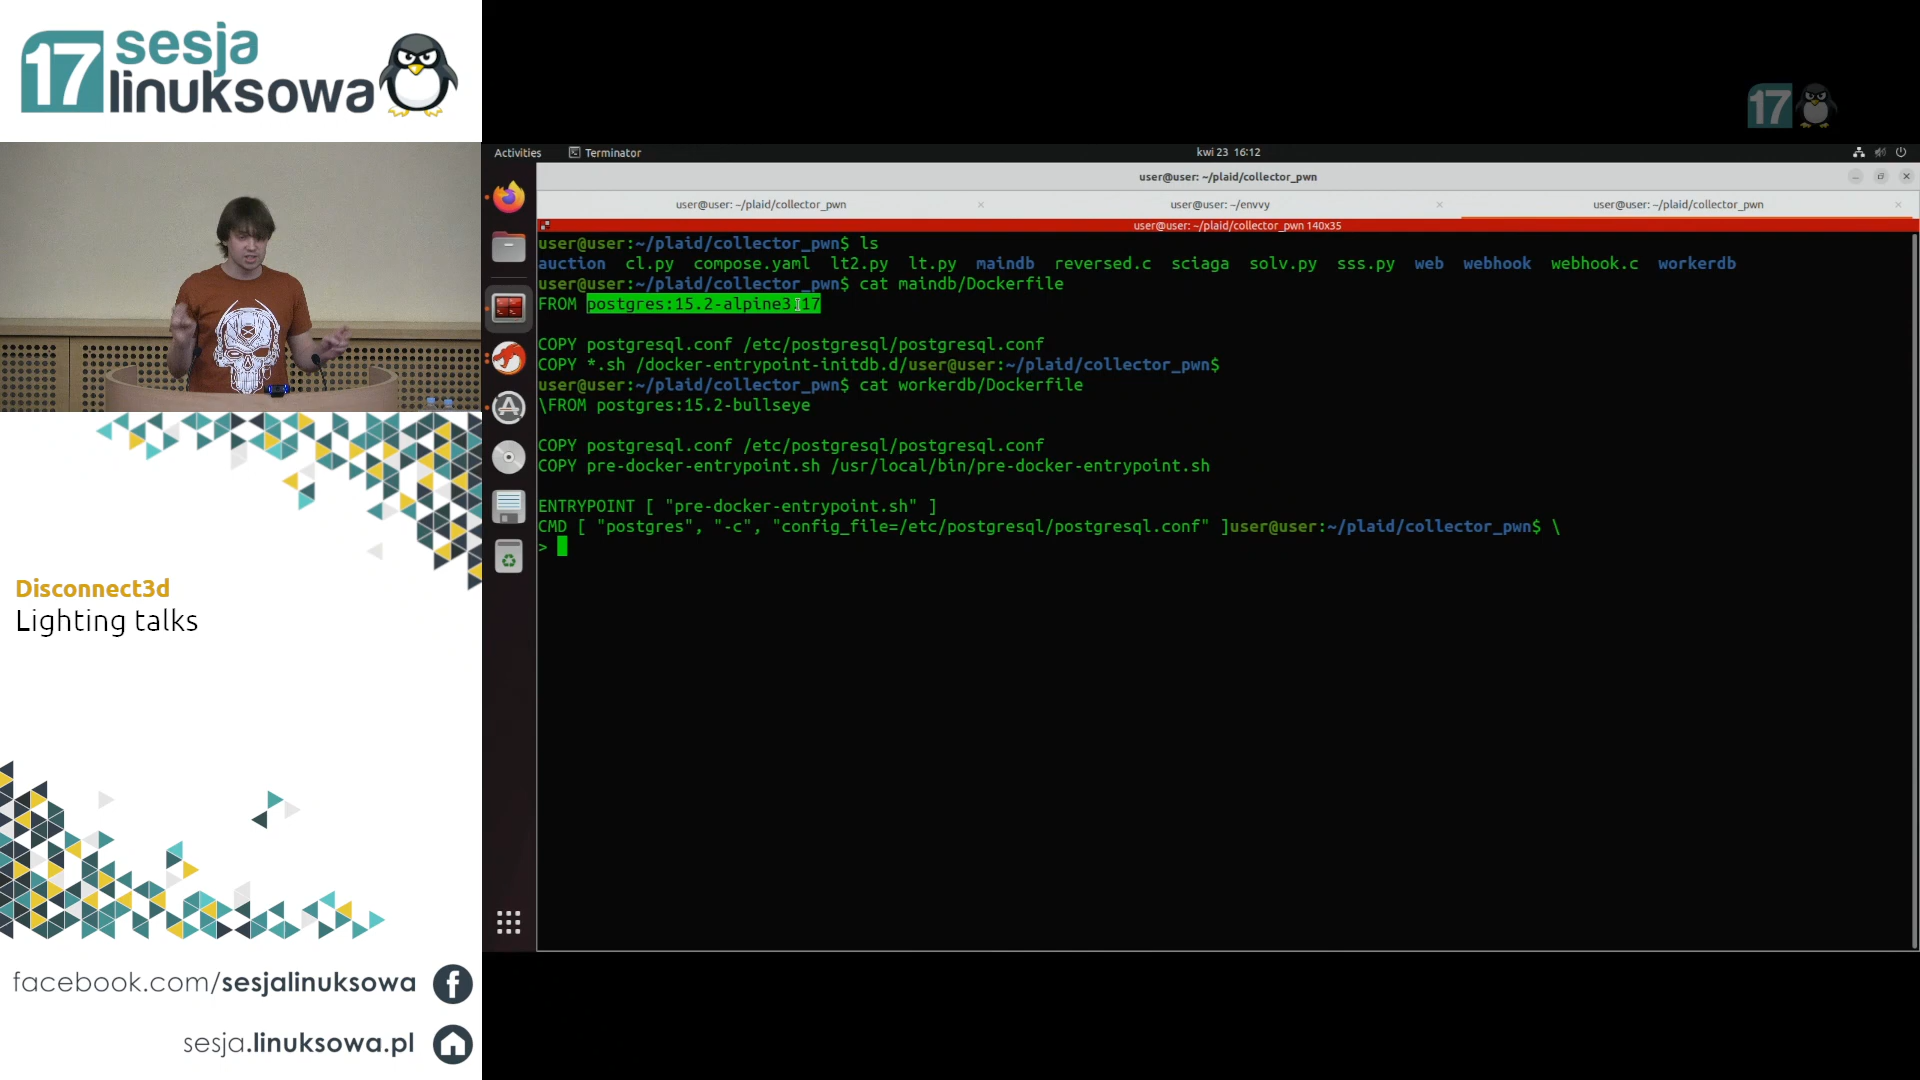 17 sesja
linuksowa
17
Activities
Terminator
kwi 23 16:12
user@user: ~/plaid/collector_pwn
user@user: ~/plaid/collector_pwn
user@user: ~/envvy
user@user: ~/plaid/collector_pwn
user@user: ~/plaid/collector_pwn 140x35
user@user:~/plaid/collector_pwn$ ls
auction cl.py compose.yaml lt2.py lt.py maindb reversed.c sciaga solv.py sss.py web webhook webhook.c workerdb
user@user:~/plaid/collector_pwn$ cat maindb/Dockerfile
FROM postgres:15.2-alpine3.17
COPY postgresql.conf /etc/postgresql/postgresql.conf
COPY *.sh /docker-entrypoint-initdb.d/user@user:~/plaid/collector_pwn$
user@user:~/plaid/collector_pwn$ cat workerdb/Dockerfile
\FROM postgres:15.2-bullseye
COPY postgresql.conf /etc/postgresql/postgresql.conf
COPY pre-docker-entrypoint.sh /usr/local/bin/pre-docker-entrypoint.sh
ENTRYPOINT [ "pre-docker-entrypoint.sh" ]
CMD [ "postgres", "-c", "config_file=/etc/postgresql/postgresql.conf" ]user@user:~/plaid/collector_pwn$ \
>
Disconnect3d
Lighting talks
facebook.com/sesjalinuksowa
sesja.linuksowa.pl